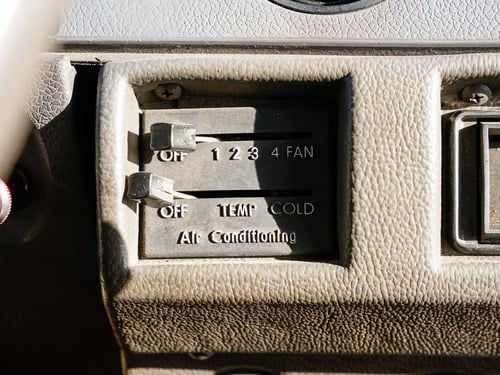 OFF 1 2 3 4 FAN
OFF TEMP COLD
Air Conditioning